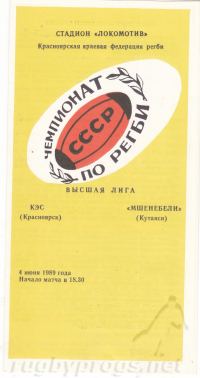 СТАДИОН «ЛОКОМОТИВ»
Красноярская краевая федерация регби
ЧЕМПИОНАТ
СССР
ПО РЕГБИ
ВЫСШАЯ ЛИГА
КЭС
(Красноярск)
«МШЕНЕБЕЛИ»
(Кутаиси)
4 июня 1989 года
Начало матча в 18.30
rugbyprogs.net